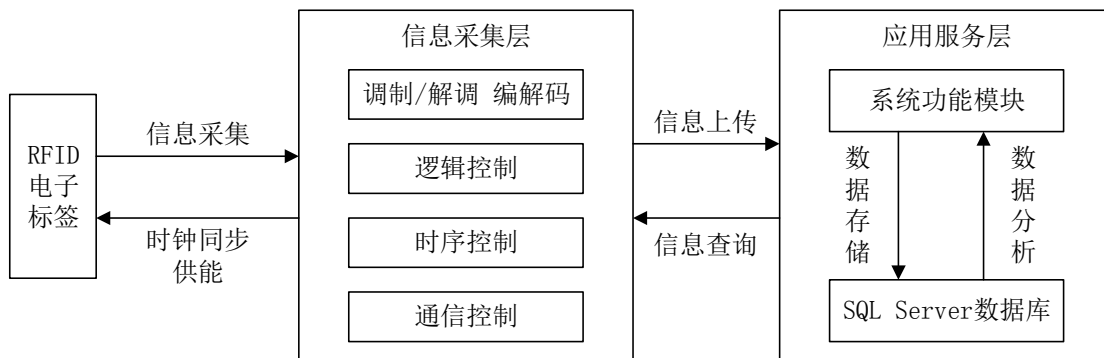 RFID
电子
标签
信息采集
时钟同步
供能
信息采集层
调制/解调 编解码
逻辑控制
时序控制
通信控制
信息上传
信息查询
应用服务层
系统功能模块
数据存储
数据分析
SQL Server数据库